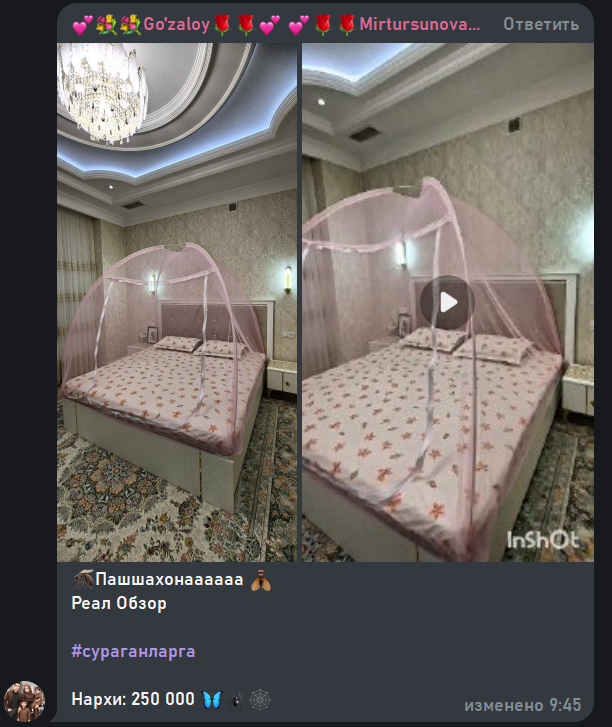 💕💐💐Go'zaloy🌹🌹💕 💕🌹🌹Mirtursunova... Ответить
InShOt
🦟Пашшахонаааааа 🪰
Реал Обзор
#сураганларга
Нархи: 250 000 🦋 🕷 🕸
изменено 9:45